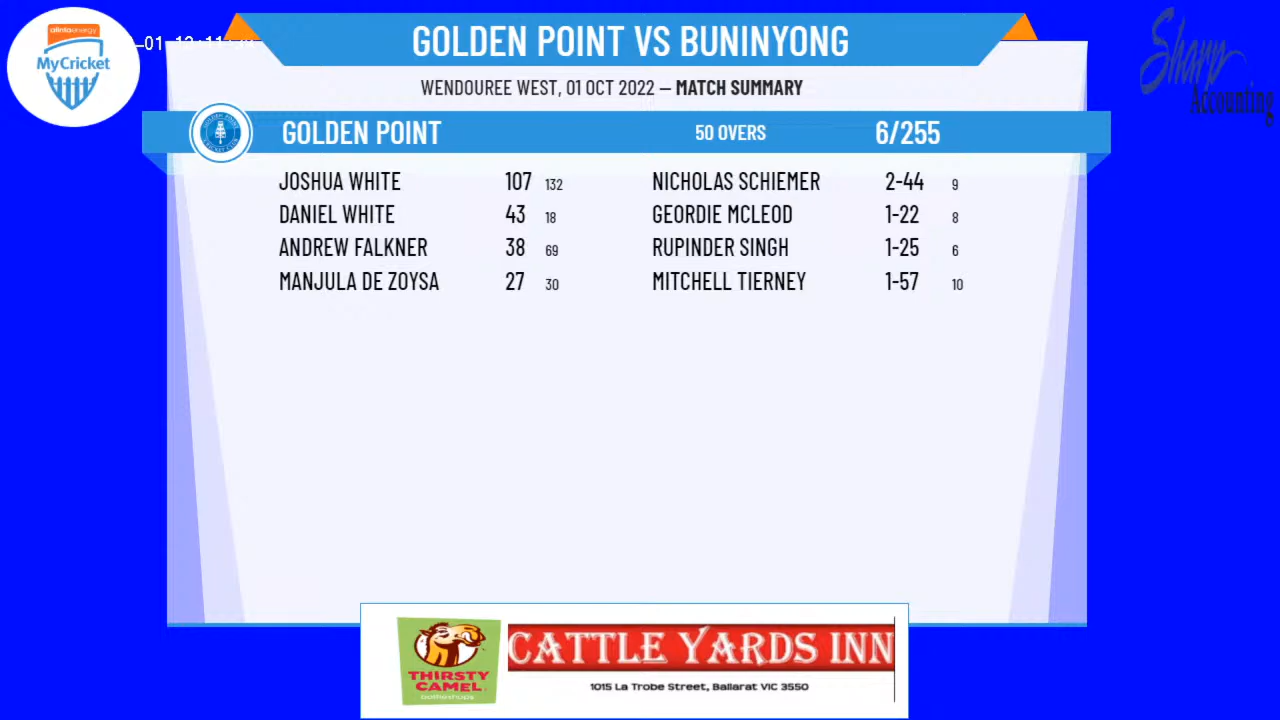 alintaenergy
MyCricket
GOLDEN POINT VS BUNINYONG
Sharp
Accounting
WENDOUREE WEST, 01 OCT 2022 – MATCH SUMMARY
GOLDEN POINT 50 OVERS 6/255
JOSHUA WHITE 107 132 NICHOLAS SCHIEMER 2-44 9
DANIEL WHITE 43 18 GEORDIE MCLEOD 1-22 8
ANDREW FALKNER 38 69 RUPINDER SINGH 1-25 6
MANJULA DE ZOYSA 27 30 MITCHELL TIERNEY 1-57 10
THIRSTY
CAMEL
bottleshops
CATTLE YARDS INN
1015 La Trobe Street, Ballarat VIC 3550